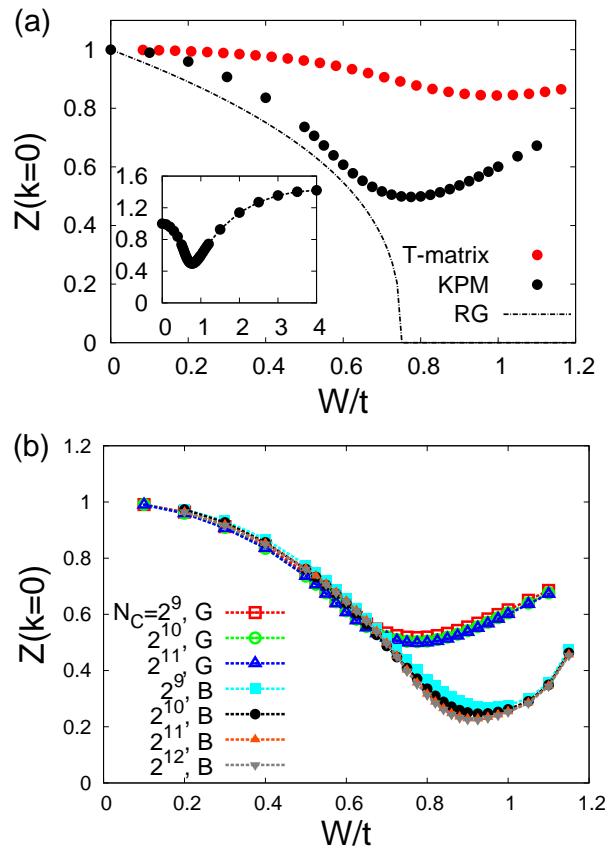 (a)
Z(k=0)
1.2
1
0.8
0.6
0.4
0.2
0
1.6
1.2
0.8
0.4
0
0 1 2 3 4
T-matrix
KPM
RG
0 0.2 0.4 0.6 0.8 1 1.2
W/t
(b)
Z(k=0)
1.2
1
0.8
0.6
0.4
0.2
0
N_C=2^9, G
2^10, G
2^11, G
2^9, B
2^10, B
2^11, B
2^12, B
0 0.2 0.4 0.6 0.8 1 1.2
W/t